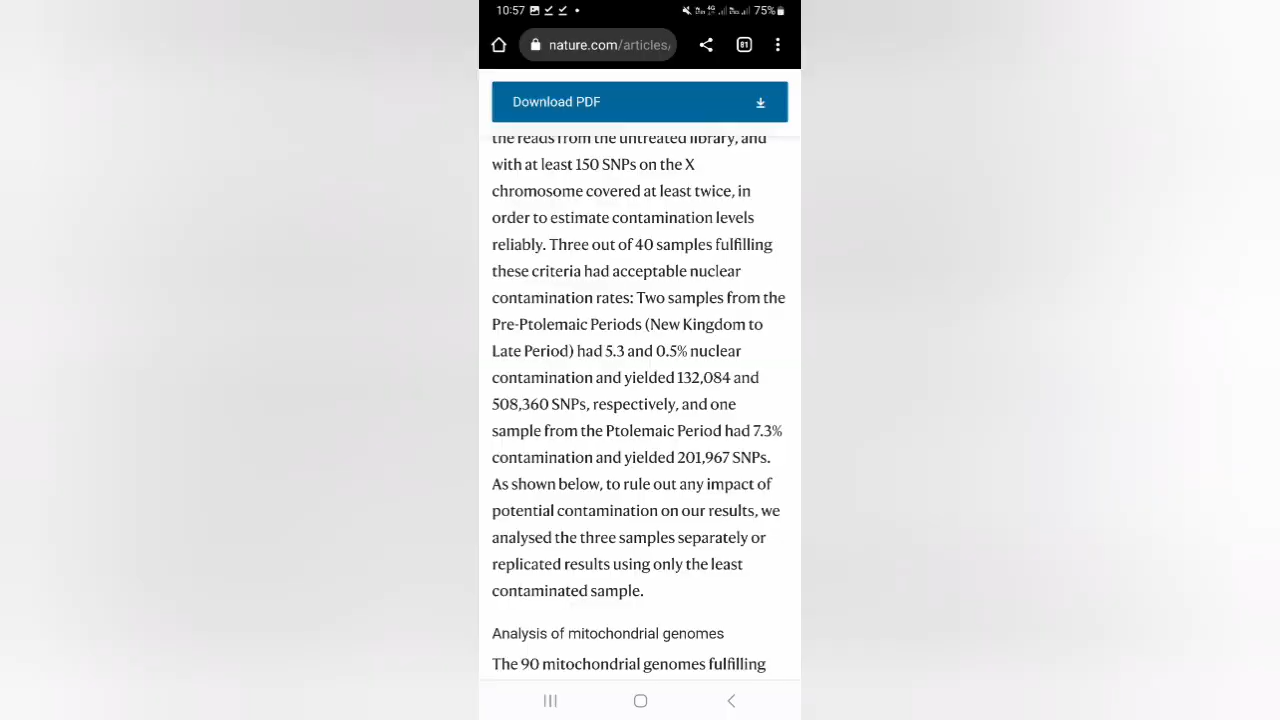 10:57
4G
75%
nature.com/articles/
81
Download PDF
the reads from the untreated library, and
with at least 150 SNPs on the X
chromosome covered at least twice, in
order to estimate contamination levels
reliably. Three out of 40 samples fulfilling
these criteria had acceptable nuclear
contamination rates: Two samples from the
Pre-Ptolemaic Periods (New Kingdom to
Late Period) had 5.3 and 0.5% nuclear
contamination and yielded 132,084 and
508,360 SNPs, respectively, and one
sample from the Ptolemaic Period had 7.3%
contamination and yielded 201,967 SNPs.
As shown below, to rule out any impact of
potential contamination on our results, we
analysed the three samples separately or
replicated results using only the least
contaminated sample.
Analysis of mitochondrial genomes
The 90 mitochondrial genomes fulfilling